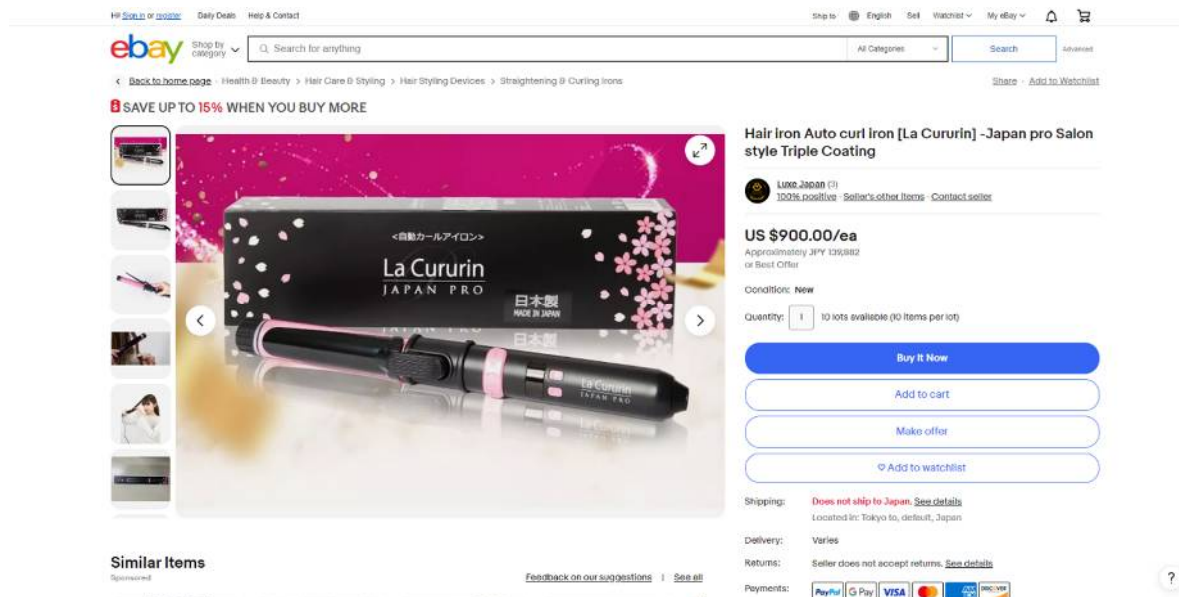 Hi! Sign in or register Daily Deals Help & Contact
Ship to English Sell Watchlist My eBay
ebay
Shop by category
Search for anything
All Categories
Search
Advanced
Back to home page Health & Beauty > Hair Care & Styling > Hair Styling Devices > Straightening & Curling Irons
Share Add to Watchlist
SAVE UP TO 15% WHEN YOU BUY MORE
<自動カールアイロン>
La Cururin
JAPAN PRO
日本製
MADE IN JAPAN
La Cururin
JAPAN PRO
Hair iron Auto curl iron [La Cururin] -Japan pro Salon
style Triple Coating
Luxe Japan (3)
100% positive · Seller's other items · Contact seller
US $900.00/ea
Approximately JPY 139,882
or Best Offer
Condition: New
Quantity: 1 10 lots available (10 items per lot)
Buy It Now
Add to cart
Make offer
Add to watchlist
Shipping: Does not ship to Japan. See details
Located in: Tokyo to, default, Japan
Delivery: Varies
Returns: Seller does not accept returns. See details
Payments: PayPal G Pay VISA DISCOVER
Similar Items
Sponsored
Feedback on our suggestions | See all
?